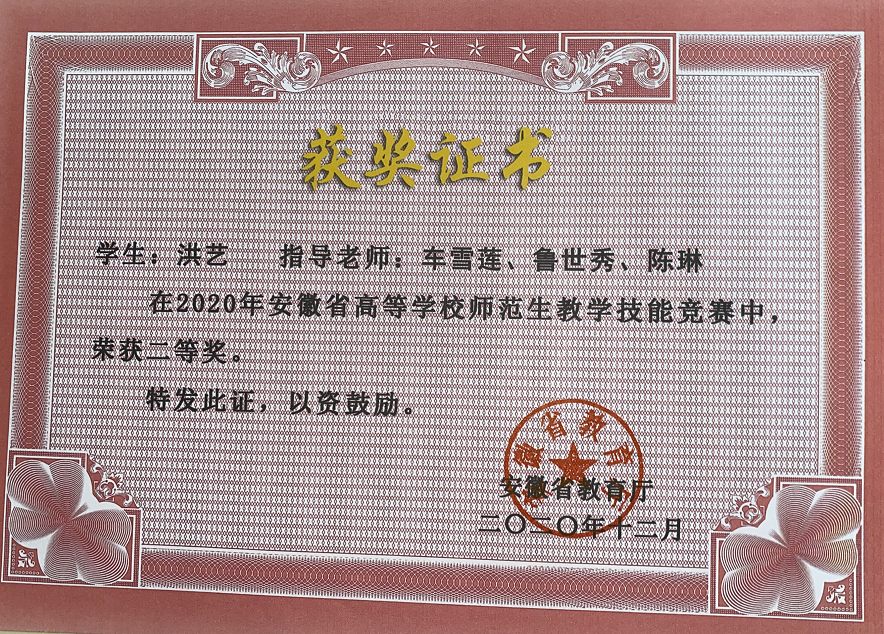 获奖证书
学生：洪艺 指导老师：车雪莲、鲁世秀、陈琳
在2020年安徽省高等学校师范生教学技能竞赛中，
荣获二等奖。
特发此证，以资鼓励。
安徽省教育厅
二〇二〇年十二月